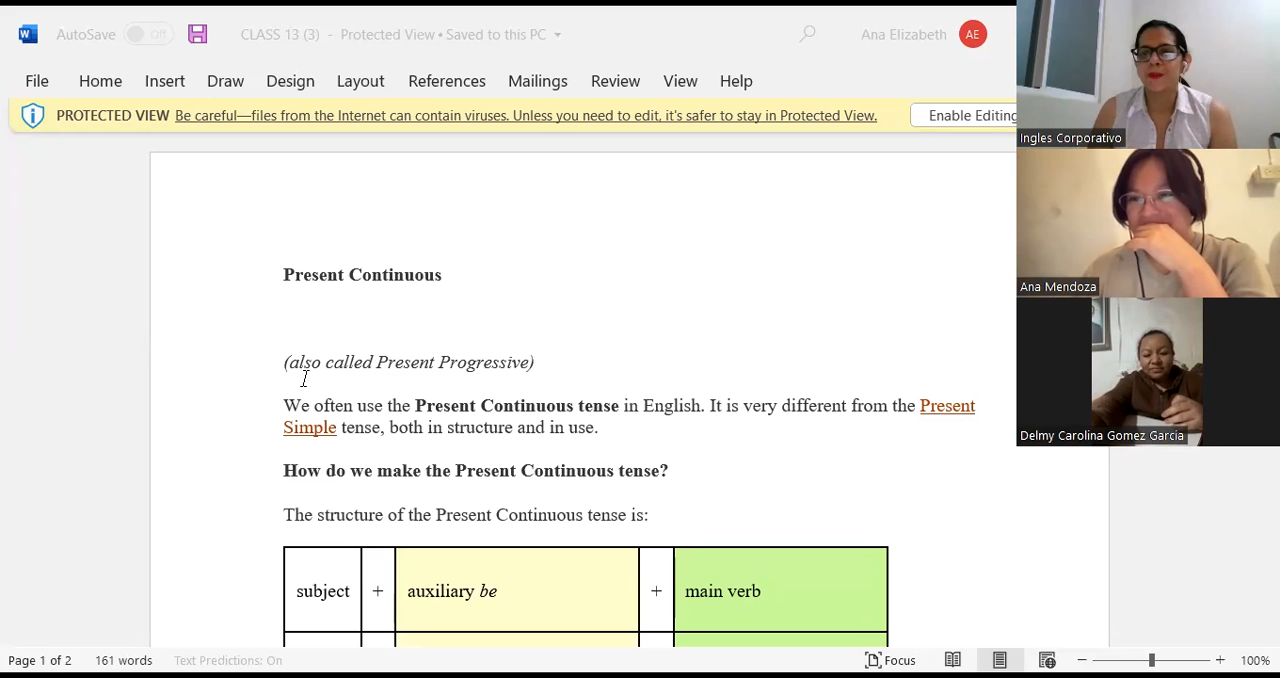 AutoSave Off CLASS 13 (3) - Protected View • Saved to this PC Ana Elizabeth AE
File Home Insert Draw Design Layout References Mailings Review View Help
PROTECTED VIEW Be careful—files from the Internet can contain viruses. Unless you need to edit, it's safer to stay in Protected View. Enable Editing
Ingles Corporativo
Ana Mendoza
Delmy Carolina Gomez Garcia
Present Continuous
(also called Present Progressive)
We often use the Present Continuous tense in English. It is very different from the Present
Simple tense, both in structure and in use.
How do we make the Present Continuous tense?
The structure of the Present Continuous tense is:
subject + auxiliary be + main verb
Page 1 of 2 161 words Text Predictions: On Focus 100%